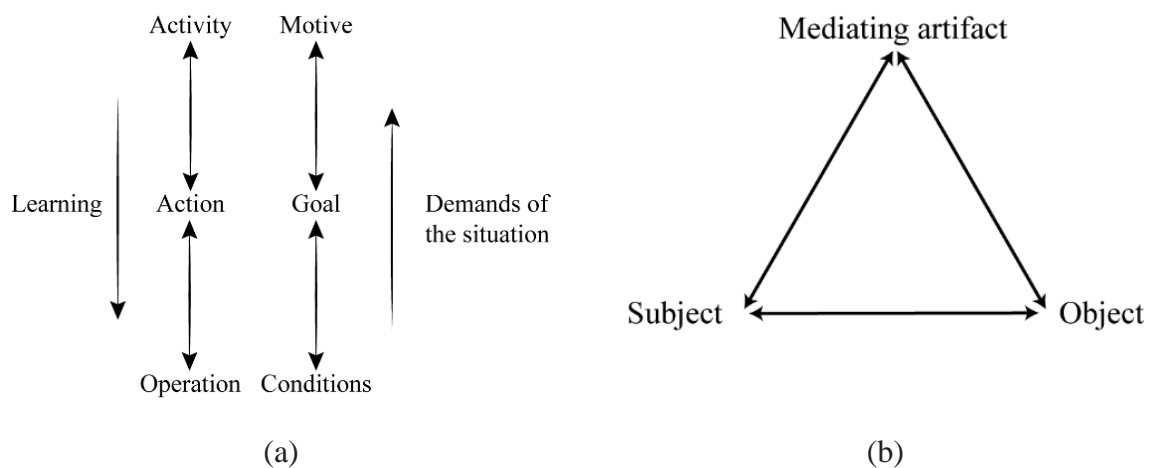 Activity
Motive
Learning
Action
Goal
Demands of
the situation
Operation
Conditions
(a)
Mediating artifact
Subject
Object
(b)